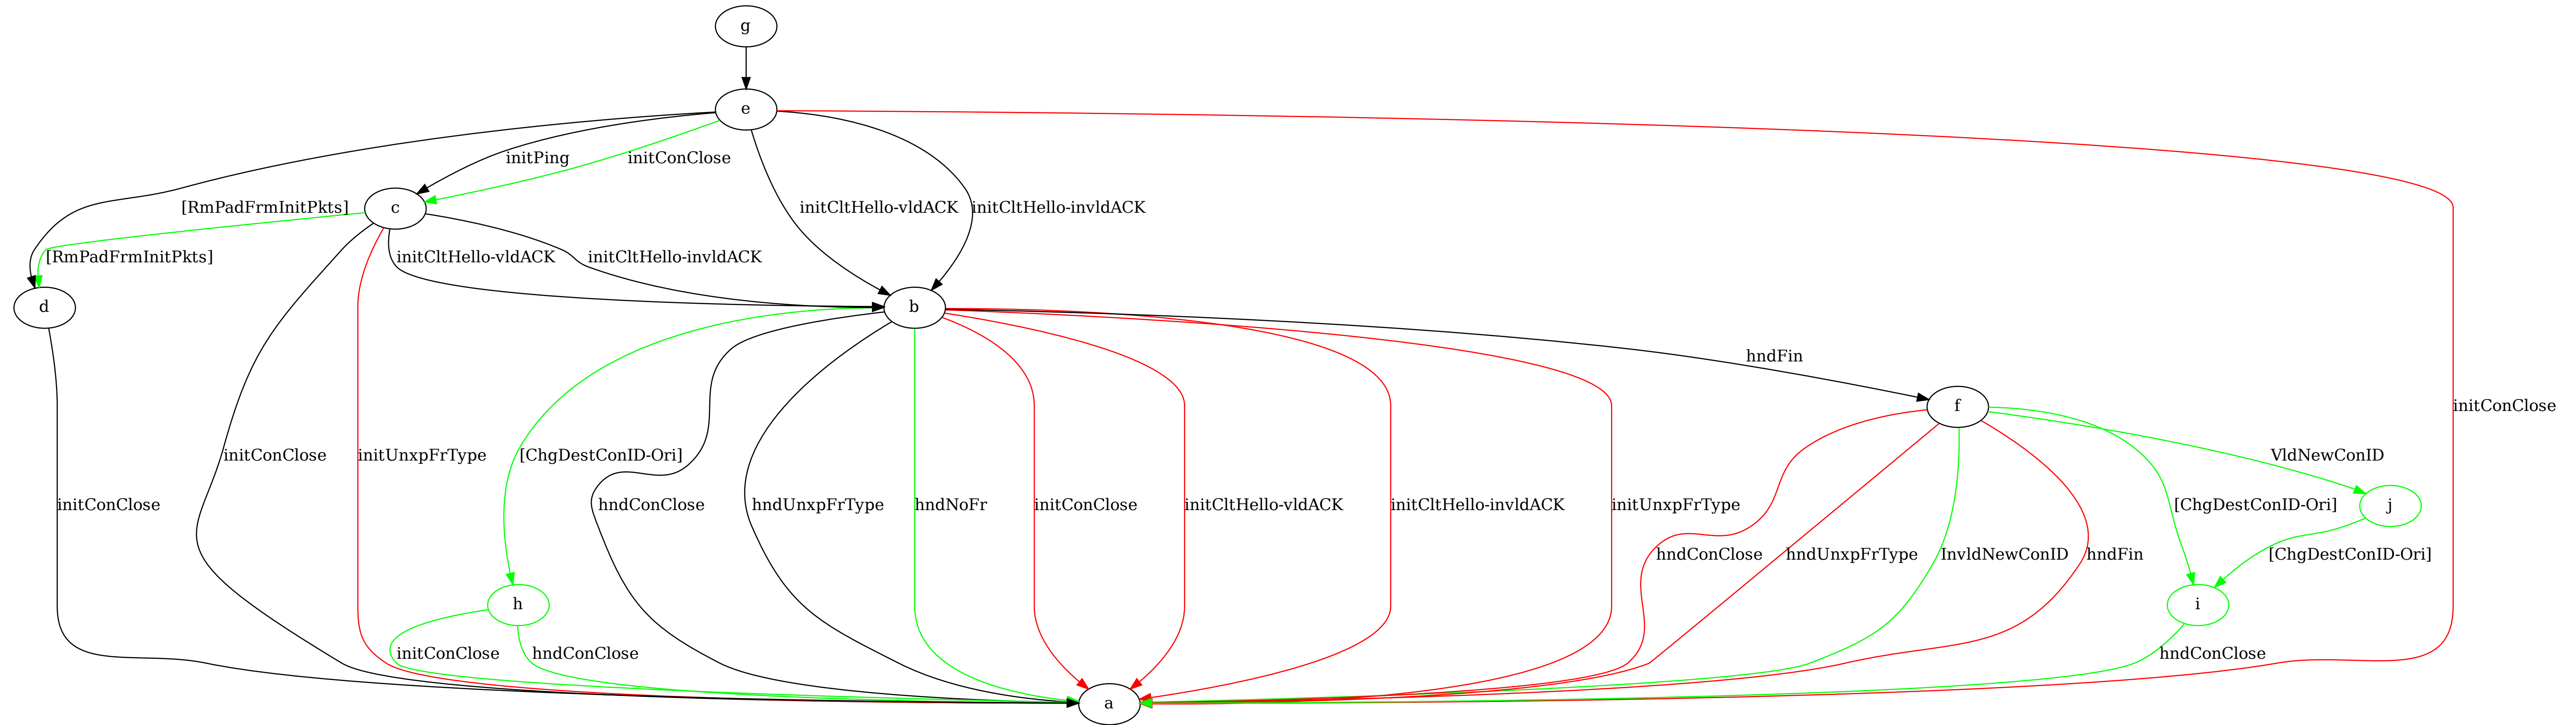 g
e
initPing
initConClose
[RmPadFrmInitPkts]
c
initCltHello-vldACK
initCltHello-invldACK
[RmPadFrmInitPkts]
initCltHello-vldACK
initCltHello-invldACK
d
b
hndFin
f
initConClose
initConClose
initUnxpFrType
[ChgDestConID-Ori]
VldNewConID
initConClose
hndConClose
hndUnxpFrType
hndNoFr
initConClose
initCltHello-vldACK
initCltHello-invldACK
initUnxpFrType
[ChgDestConID-Ori]
j
hndConClose
hndUnxpFrType
InvldNewConID
hndFin
[ChgDestConID-Ori]
h
i
initConClose
hndConClose
hndConClose
a